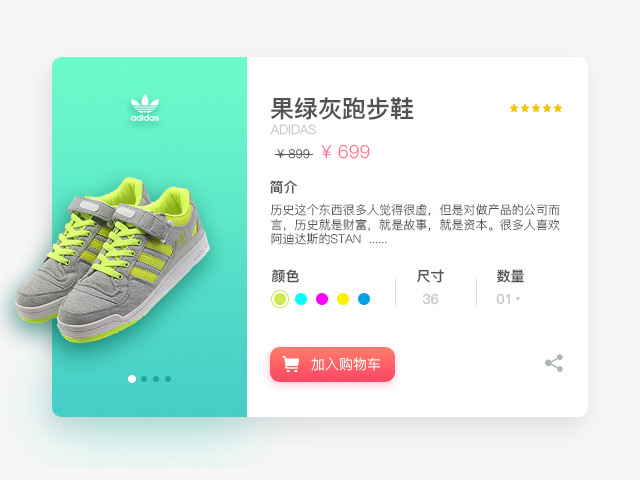 adidas
果绿灰跑步鞋
ADIDAS
¥ 899 ¥ 699
简介
历史这个东西很多人觉得很虚，但是对做产品的公司而
言，历史就是财富，就是故事，就是资本。很多人喜欢
阿迪达斯的STAN ......
颜色 尺寸 数量
36 01
加入购物车